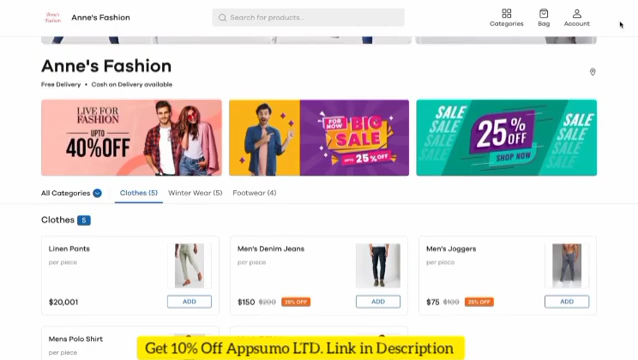 Anne's Fashion
Anne's Fashion
Search for products..
Categories
Bag
Account
Anne's Fashion
Free Delivery • Cash on Delivery available
LIVE FOR
FASHION
UPTO
40%OFF
FOR
NOW
BIG
SALE
UPTO 25%OFF
SALE
SALE
SALE
SALE
25%
OFF
SHOP NOW
SALE
SALE
SALE
All Categories
Clothes (5)
Winter Wear (5)
Footwear (4)
Clothes 5
Linen Pants
per piece
$20,001
ADD
Men's Denim Jeans
per piece
$150 $200 25% OFF
ADD
Men's Joggers
per piece
$75 $100 25% OFF
ADD
Mens Polo Shirt
Get 10% Off Appsumo LTD. Link in Description